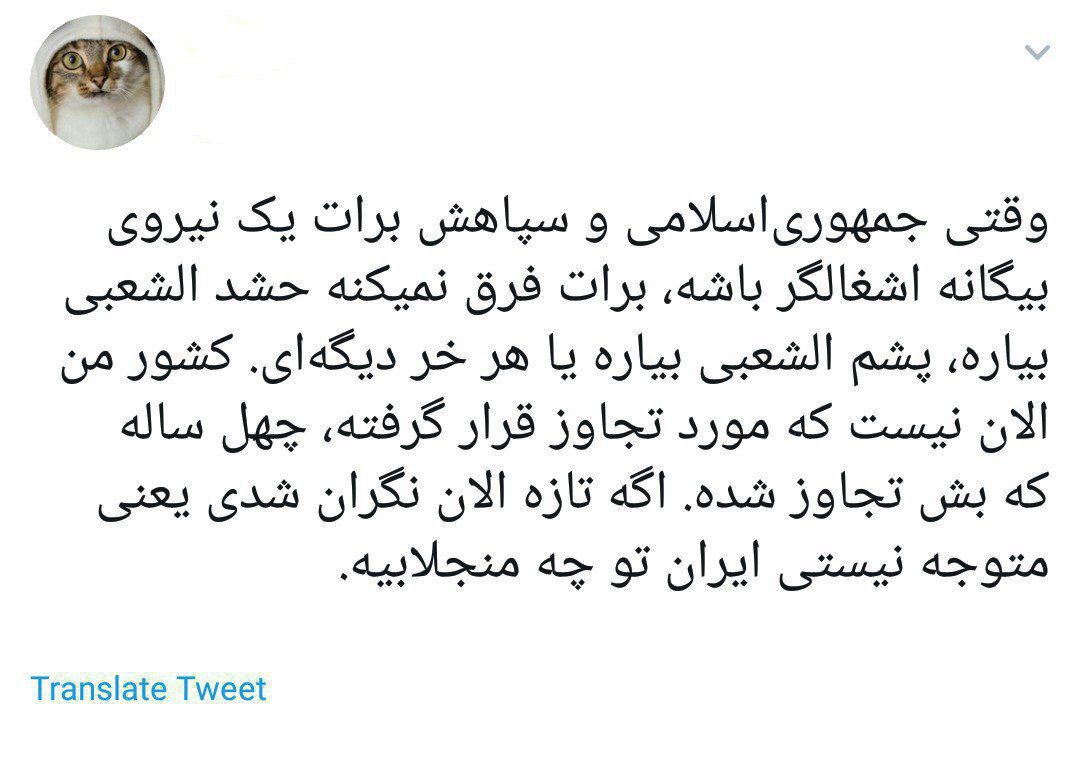 وقتی جمهوری‌اسلامی و سپاهش برات یک نیروی
بیگانه اشغالگر باشه، برات فرق نمیکنه حشد الشعبی
بیاره، پشم الشعبی بیاره یا هر خر دیگه‌ای. کشور من
الان نیست که مورد تجاوز قرار گرفته، چهل ساله
که بش تجاوز شده. اگه تازه الان نگران شدی یعنی
متوجه نیستی ایران تو چه منجلابیه.
Translate Tweet